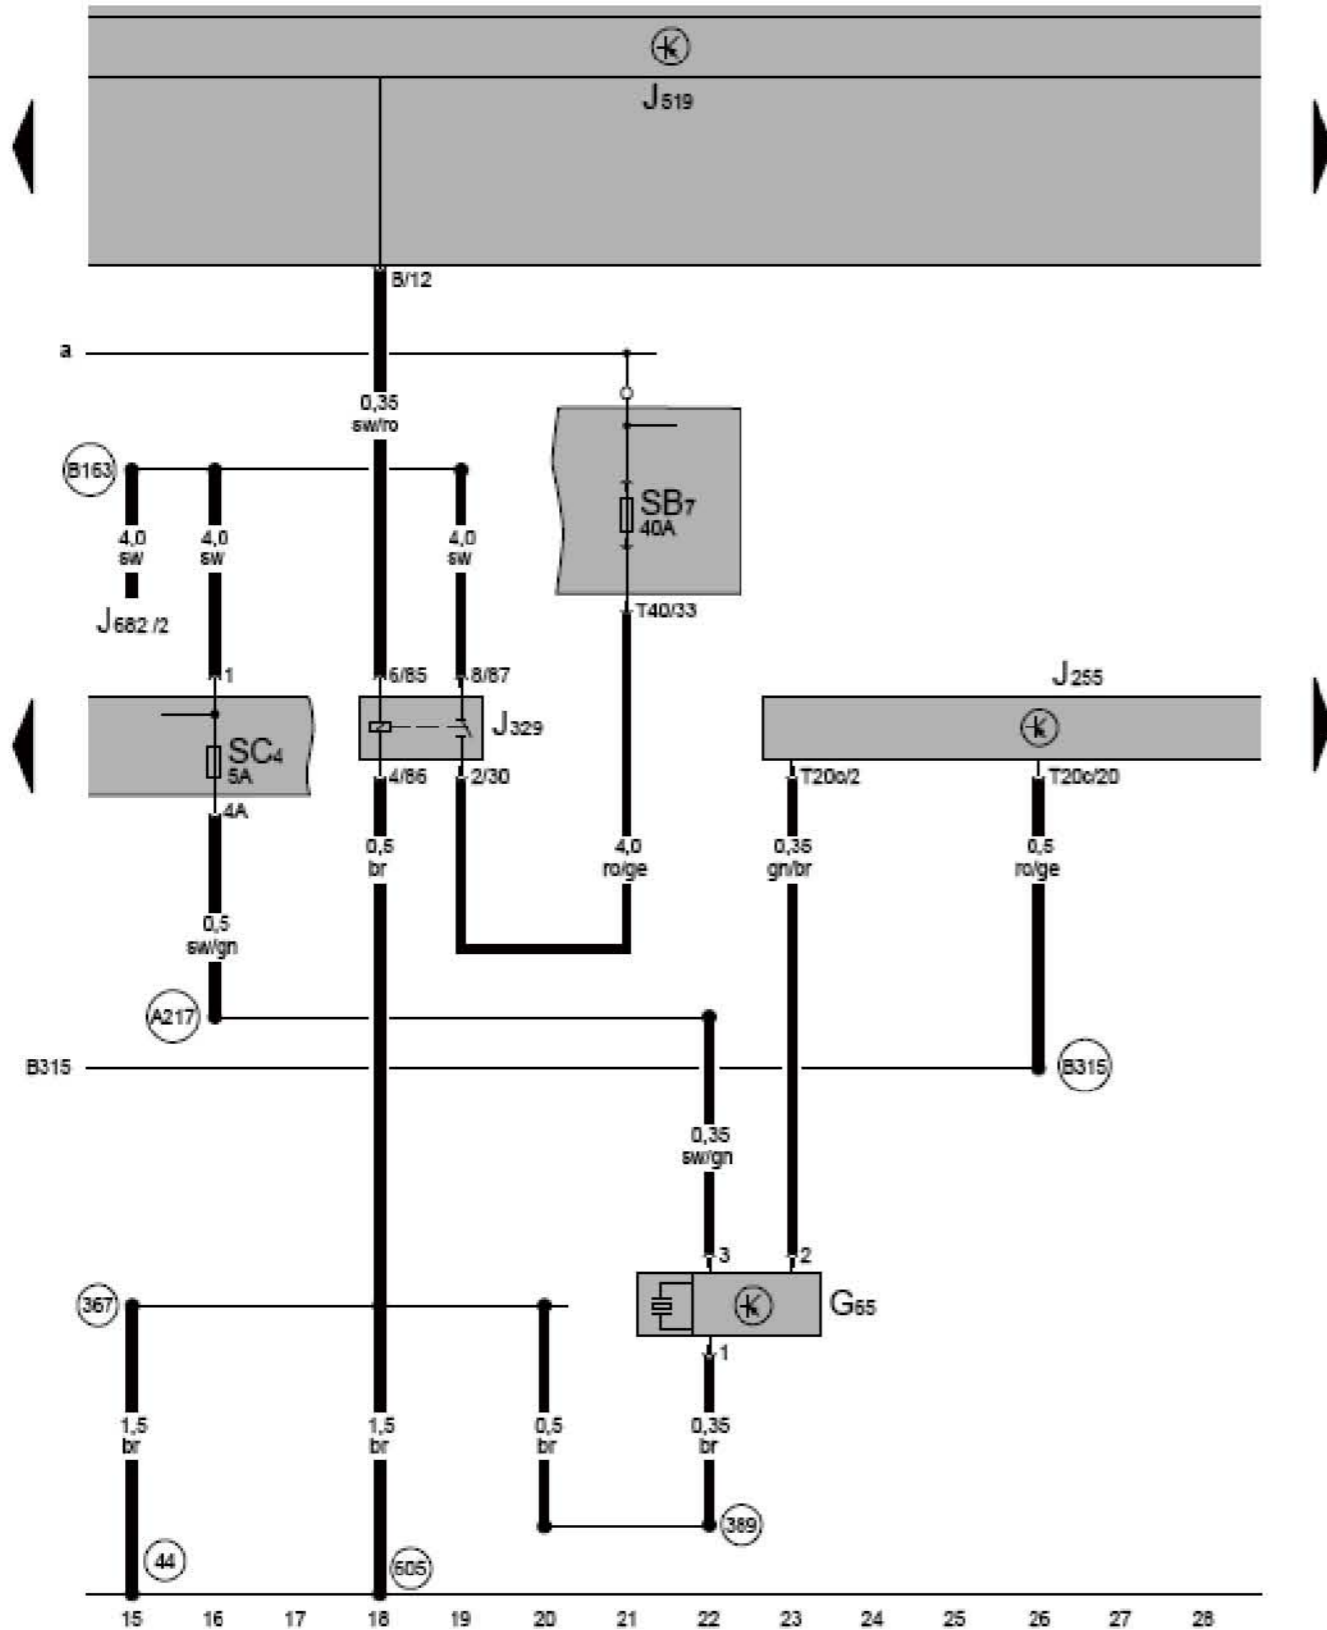 J519
B/12
a
0,35
sw/ro
B163
4,0
sw
4,0
sw
4,0
sw
SB7
40A
J682 /2
T40/33
1
6/85
8/87
J255
SC4
5A
J329
4A
4/86
2/30
T20c/2
T20c/20
0,5
br
4,0
ro/ge
0,35
gn/br
0,5
ro/ge
0,5
sw/gn
A217
B315
B315
0,35
sw/gn
3
2
367
G65
1
1,5
br
1,5
br
0,5
br
0,35
br
389
44
605
15 16 17 18 19 20 21 22 23 24 25 26 27 28